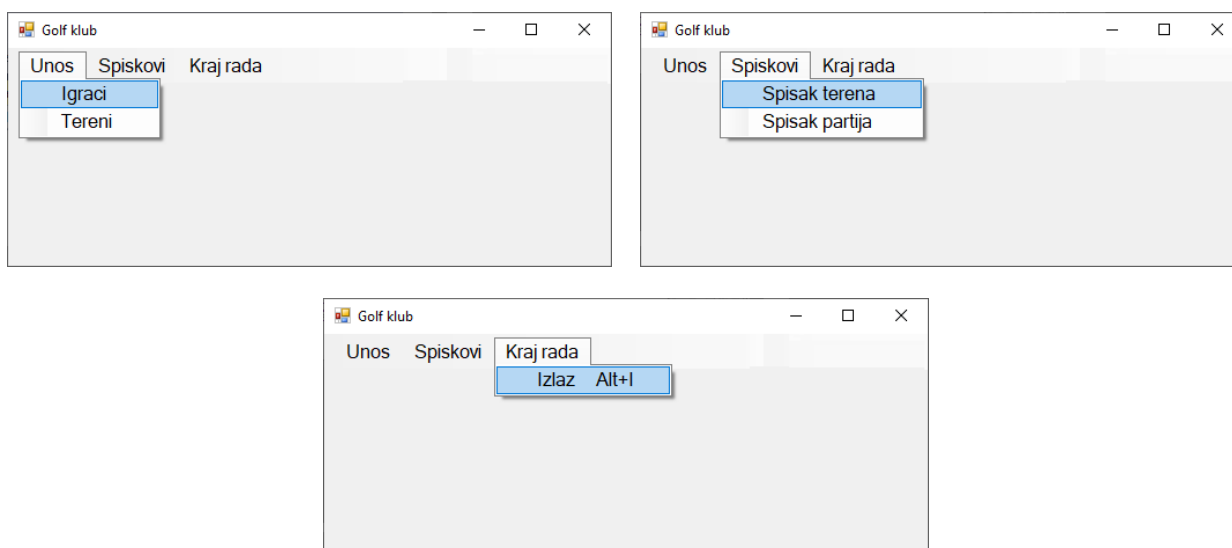 Golf klub
Unos Spiskovi Kraj rada
Igraci
Tereni
Golf klub
Unos Spiskovi Kraj rada
Spisak terena
Spisak partija
Golf klub
Unos Spiskovi Kraj rada
Izlaz Alt+I